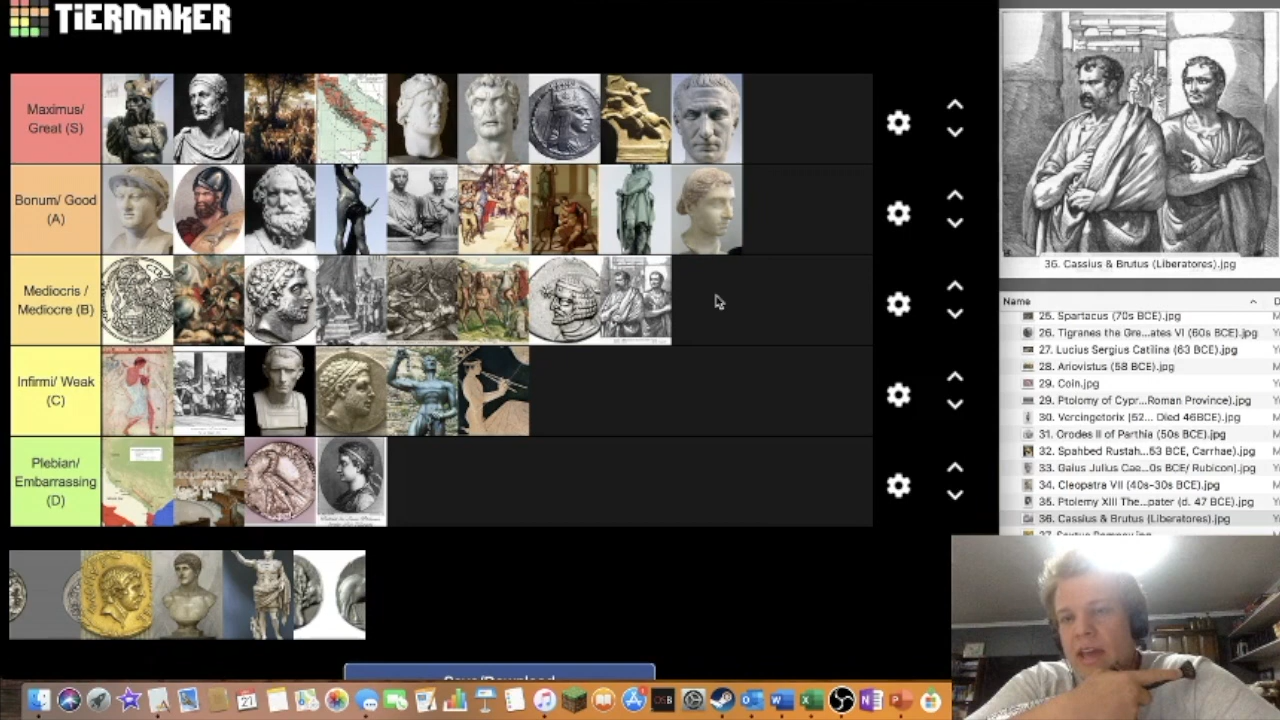 TiERMAKER
Maximus/
Great (S)
Bonum/ Good
(A)
Mediocris /
Mediocre (B)
Infirmi/ Weak
(C)
Plebian/
Embarrassing
(D)
36. Cassius & Brutus (Liberatores).jpg
Name
25. Spartacus (70s BCE).jpg
26. Tigranes the Gre...ates VI (60s BCE).jpg
27. Lucius Sergius Catilina (63 BCE).jpg
28. Ariovistus (58 BCE).jpg
29. Coin.jpg
29. Ptolomy of Cypr...Roman Province).jpg
30. Vercingetorix (52... Died 46BCE).jpg
31. Orodes II of Parthia (50s BCE).jpg
32. Spahbed Rustah...53 BCE, Carrhae).jpg
33. Gaius Julius Cae...0s BCE/ Rubicon).jpg
34. Cleopatra VII (40s-30s BCE).jpg
35. Ptolemy XIII The...pater (d. 47 BCE).jpg
36. Cassius & Brutus (Liberatores).jpg
Save/Download